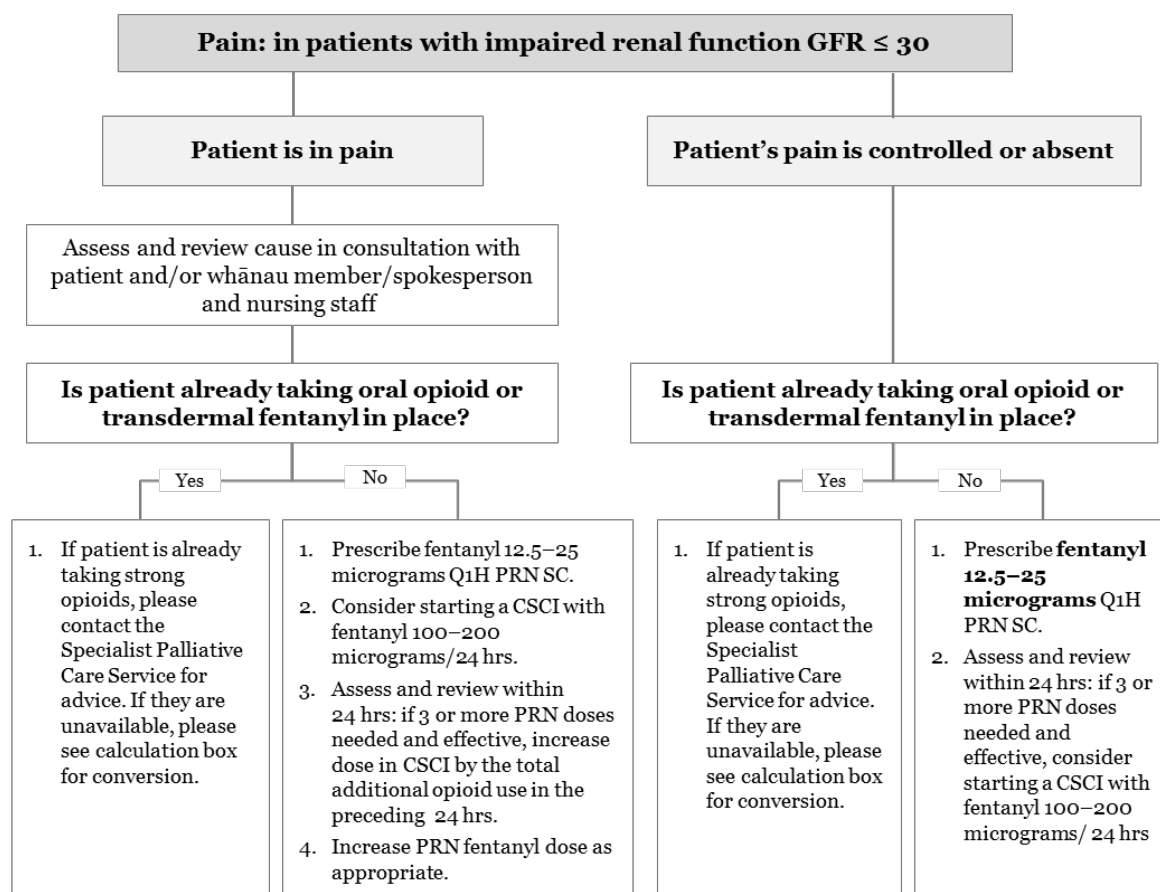 Pain: in patients with impaired renal function GFR ≤ 30
Patient is in pain
Assess and review cause in consultation with
patient and/or whānau member/spokesperson
and nursing staff
Is patient already taking oral opioid or
transdermal fentanyl in place?
Yes
No
1. If patient is already
taking strong
opioids, please
contact the
Specialist Palliative
Care Service for
advice. If they are
unavailable, please
see calculation box
for conversion.
1. Prescribe fentanyl 12.5–25
micrograms Q1H PRN SC.
2. Consider starting a CSCI with
fentanyl 100–200
micrograms/24 hrs.
3. Assess and review within
24 hrs: if 3 or more PRN doses
needed and effective, increase
dose in CSCI by the total
additional opioid use in the
preceding 24 hrs.
4. Increase PRN fentanyl dose as
appropriate.
Patient’s pain is controlled or absent
Is patient already taking oral opioid or
transdermal fentanyl in place?
Yes
No
1. If patient is
already taking
strong opioids,
please contact the
Specialist
Palliative Care
Service for advice.
If they are
unavailable, please
see calculation box
for conversion.
1. Prescribe fentanyl
12.5–25
micrograms Q1H
PRN SC.
2. Assess and review
within 24 hrs: if 3 or
more PRN doses
needed and
effective, consider
starting a CSCI with
fentanyl 100–200
micrograms/ 24 hrs